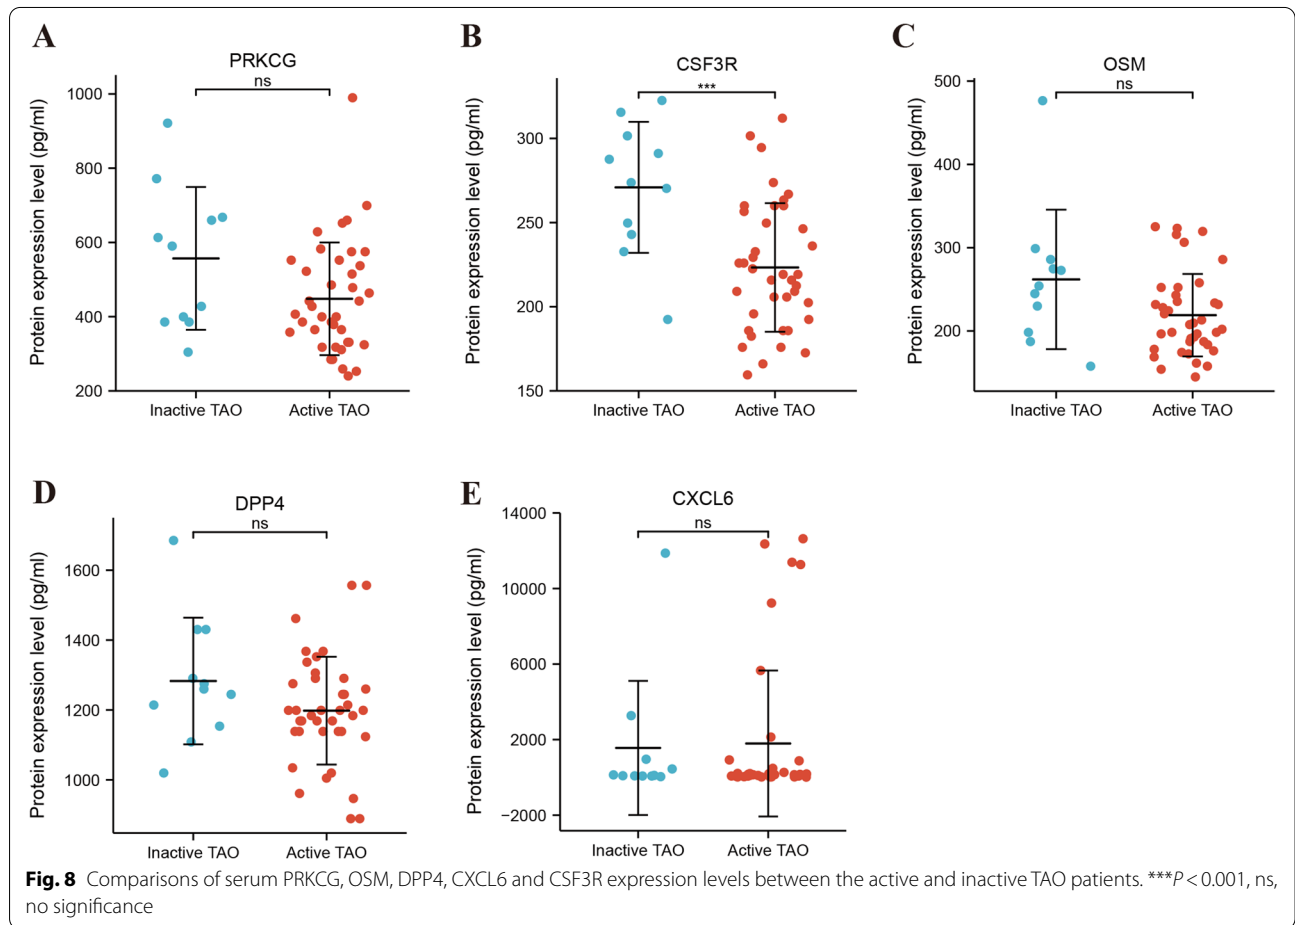 A
PRKCG
ns
Protein expression level (pg/ml)
1000
800
600
400
200
Inactive TAO
Active TAO
B
CSF3R
***
Protein expression level (pg/ml)
300
250
200
150
Inactive TAO
Active TAO
C
OSM
ns
Protein expression level (pg/ml)
500
400
300
200
Inactive TAO
Active TAO
D
DPP4
ns
Protein expression level (pg/ml)
1600
1400
1200
1000
Inactive TAO
Active TAO
E
CXCL6
ns
Protein expression level (pg/ml)
14000
10000
6000
2000
−2000
Inactive TAO
Active TAO
Fig. 8 Comparisons of serum PRKCG, OSM, DPP4, CXCL6 and CSF3R expression levels between the active and inactive TAO patients. ***P < 0.001, ns,
no significance